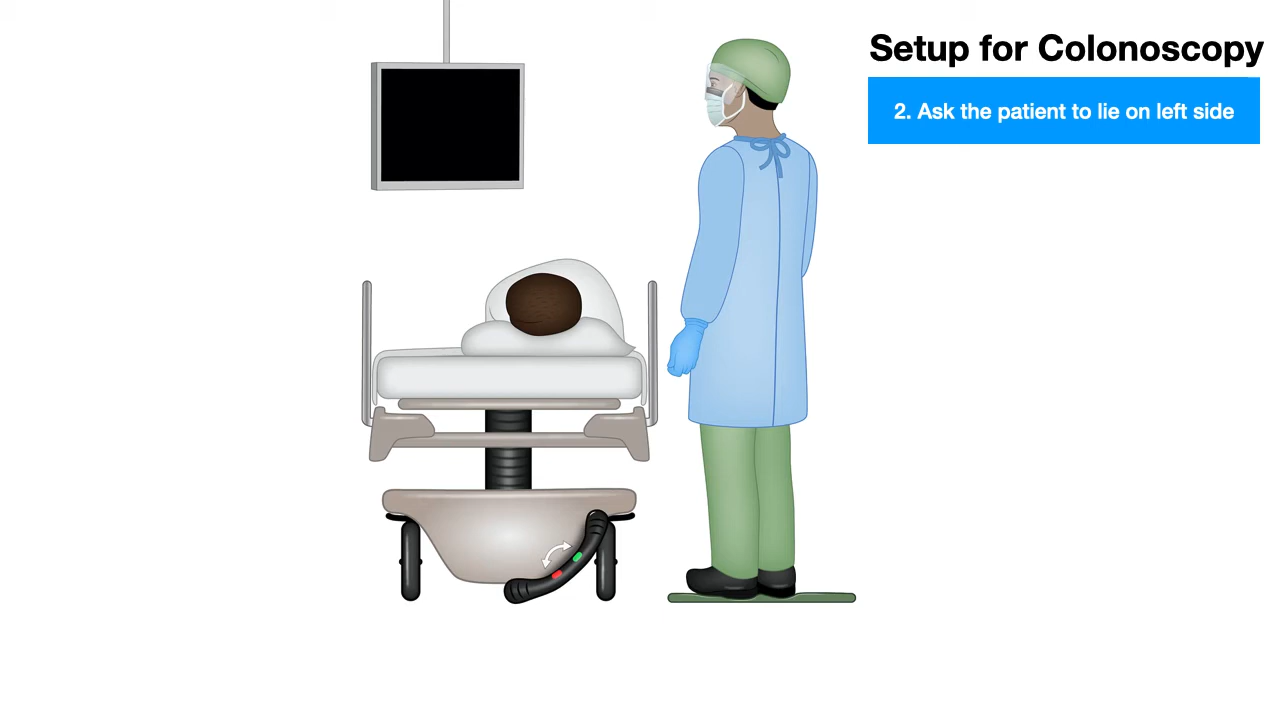 Setup for Colonoscopy
2. Ask the patient to lie on left side